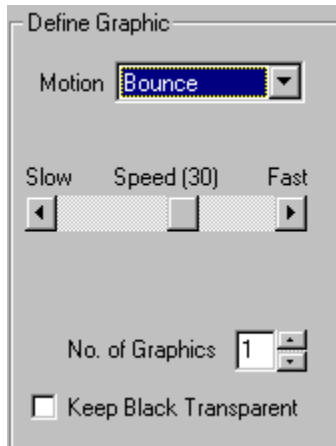 Define Graphic
Motion Bounce
Slow Speed (30) Fast
No. of Graphics 1
Keep Black Transparent